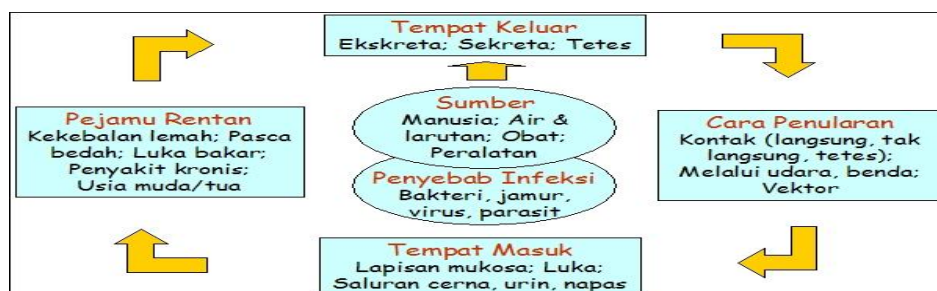 Tempat Keluar
Ekskreta; Sekreta; Tetes
Pejamu Rentan
Kekebalan lemah; Pasca
bedah; Luka bakar;
Penyakit kronis;
Usia muda/tua
Sumber
Manusia; Air &
larutan; Obat;
Peralatan
Penyebab Infeksi
Bakteri, jamur,
virus, parasit
Cara Penularan
Kontak (langsung, tak
langsung, tetes);
Melalui udara, benda;
Vektor
Tempat Masuk
Lapisan mukosa; Luka;
Saluran cerna, urin, napas